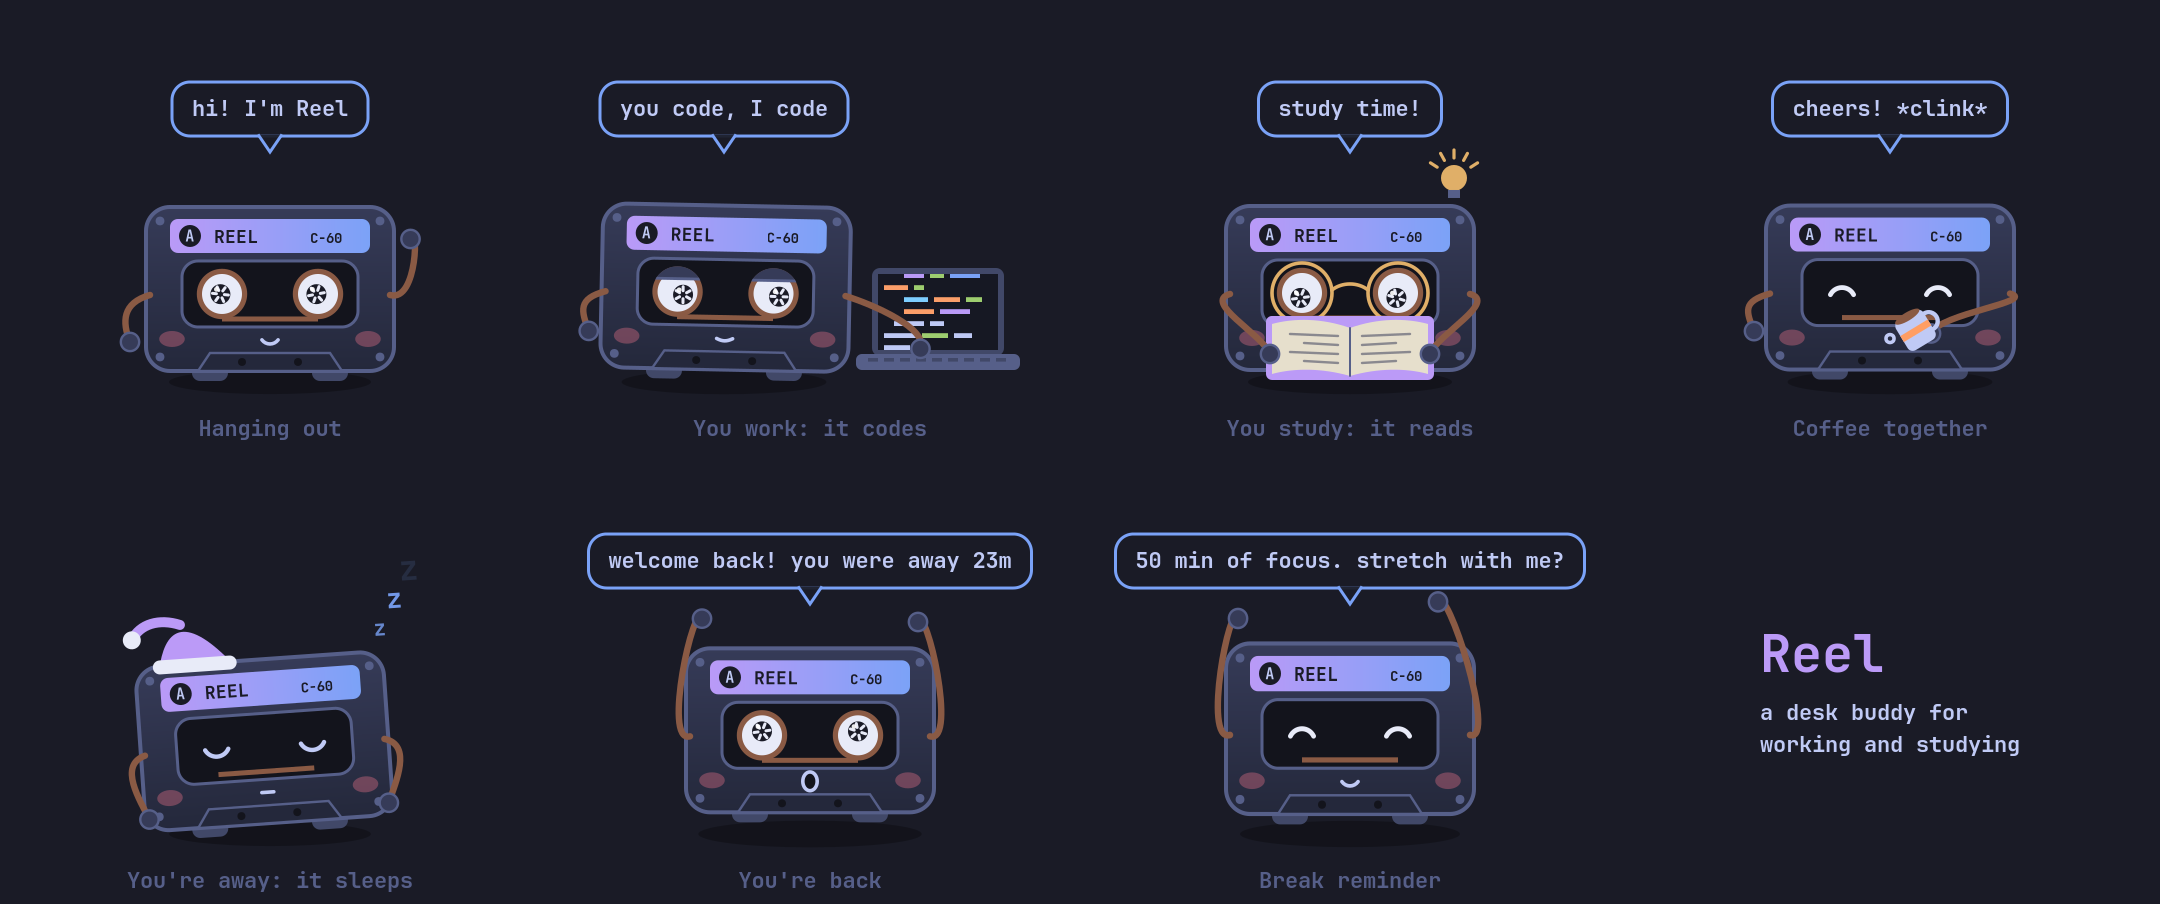 hi! I'm Reel
you code, I code
study time!
cheers! *clink*
A REEL C-60
A REEL C-60
A REEL C-60
A REEL C-60
Hanging out
You work: it codes
You study: it reads
Coffee together
z
z
z
welcome back! you were away 23m
50 min of focus. stretch with me?
A REEL C-60
A REEL C-60
A REEL C-60
Reel
a desk buddy for
working and studying
You're away: it sleeps
You're back
Break reminder